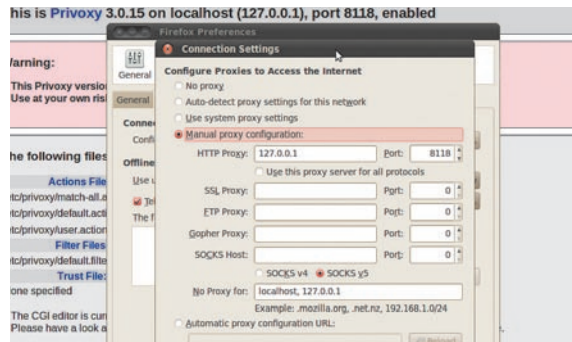 his is Privoxy 3.0.15 on localhost (127.0.0.1), port 8118, enabled
Firefox Preferences
Connection Settings
arning:
This Privoxy versio
Use at your own ris
General
General
Configure Proxies to Access the Internet
No proxy
Auto-detect proxy settings for this network
Use system proxy settings
Manual proxy configuration:
HTTP Proxy: 127.0.0.1 Port: 8118
Use this proxy server for all protocols
SSL Proxy: Port: 0
FTP Proxy: Port: 0
Gopher Proxy: Port: 0
SOCKS Host: Port: 0
SOCKS v4 SOCKS v5
No Proxy for: localhost, 127.0.0.1
Example: .mozilla.org, .net.nz, 192.168.1.0/24
Automatic proxy configuration URL:
Reload
Connec
Confi
Offline
Use u
Tel
The f
he following files
Actions File
tc/privoxy/match-all.a
tc/privoxy/default.acti
tc/privoxy/user.action
Filter Files
tc/privoxy/default.filte
Trust File:
one specified
The CGI editor is cur
Please have a look a